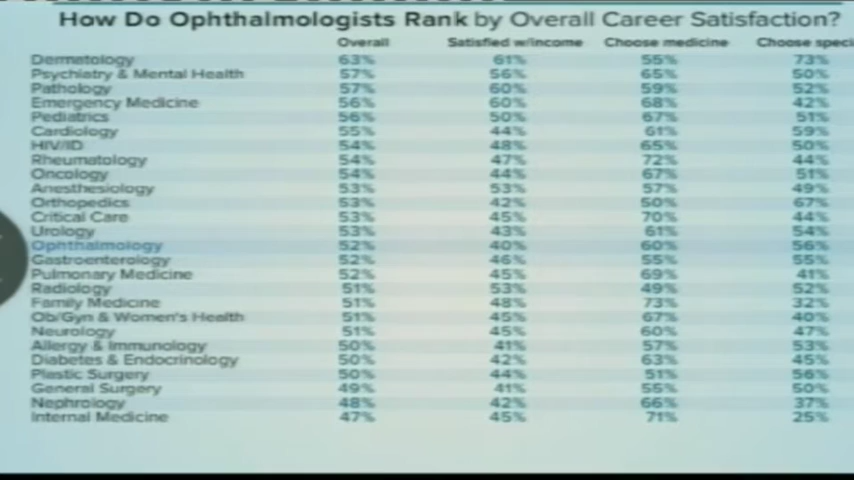 How Do Ophthalmologists Rank by Overall Career Satisfaction?
Overall Satisfied w/income Choose medicine Choose speci
Dermatology 63% 61% 55% 73%
Psychiatry & Mental Health 57% 56% 65% 50%
Pathology 57% 60% 59% 52%
Emergency Medicine 56% 60% 68% 42%
Pediatrics 56% 50% 67% 51%
Cardiology 55% 44% 61% 59%
HIV/ID 54% 48% 65% 50%
Rheumatology 54% 47% 72% 44%
Oncology 54% 44% 67% 51%
Anesthesiology 53% 53% 57% 49%
Orthopedics 53% 42% 50% 67%
Critical Care 53% 45% 70% 44%
Urology 53% 43% 61% 54%
Ophthalmology 52% 40% 60% 56%
Gastroenterology 52% 46% 55% 55%
Pulmonary Medicine 52% 45% 69% 41%
Radiology 51% 53% 49% 52%
Family Medicine 51% 48% 73% 32%
Ob/Gyn & Women's Health 51% 45% 67% 40%
Neurology 51% 45% 60% 47%
Allergy & Immunology 50% 41% 57% 53%
Diabetes & Endocrinology 50% 42% 63% 45%
Plastic Surgery 50% 44% 51% 56%
General Surgery 49% 41% 55% 50%
Nephrology 48% 42% 66% 37%
Internal Medicine 47% 45% 71% 25%